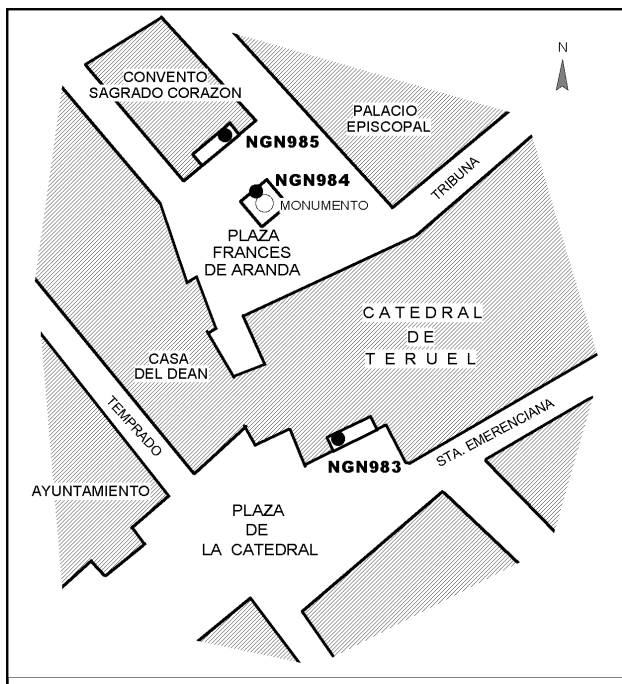 N
CONVENTO
SAGRADO CORAZON
PALACIO
EPISCOPAL
NGN985
TRIBUNA
NGN984
MONUMENTO
PLAZA
FRANCES
DE ARANDA
CATEDRAL
DE
TERUEL
CASA
DEL DEAN
TEMPRADO
STA. EMERENCIANA
NGN983
AYUNTAMIENTO
PLAZA
DE
LA CATEDRAL